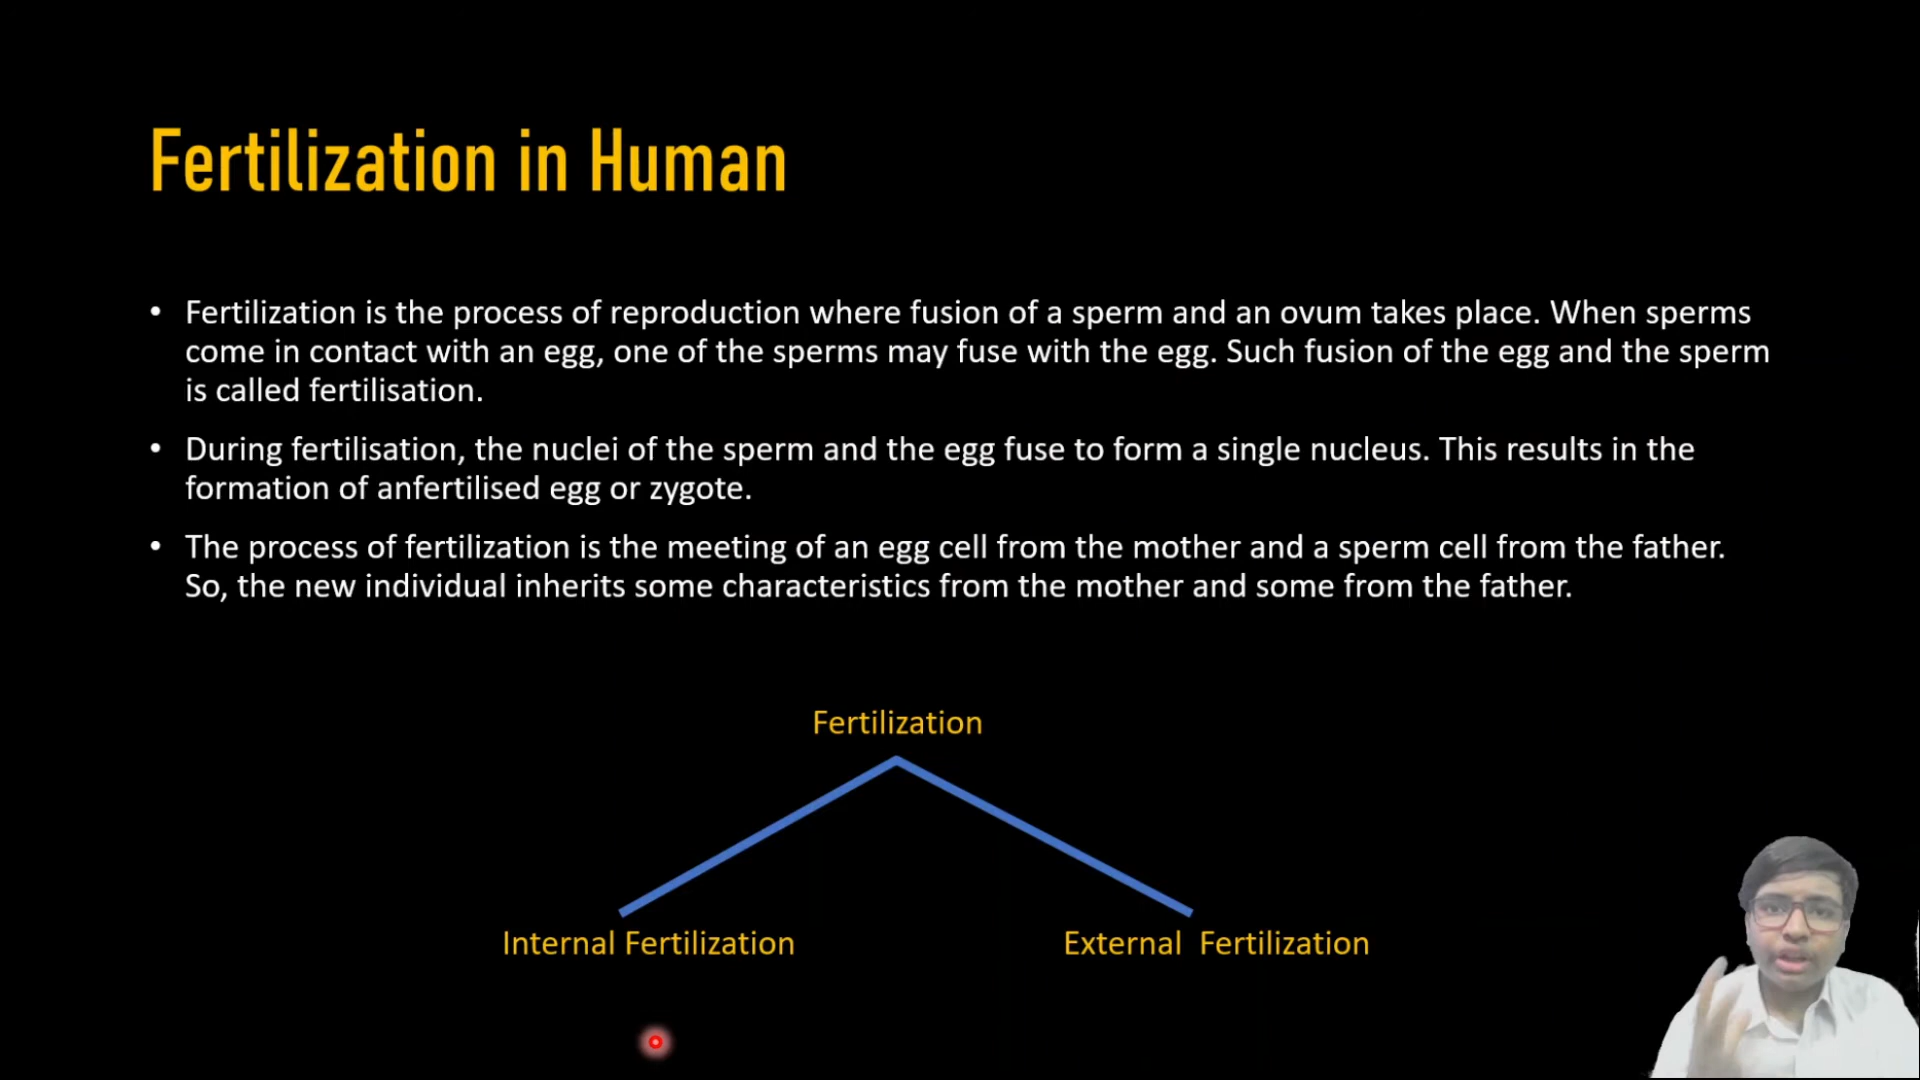 Fertilization in Human
• Fertilization is the process of reproduction where fusion of a sperm and an ovum takes place. When sperms
come in contact with an egg, one of the sperms may fuse with the egg. Such fusion of the egg and the sperm
is called fertilisation.
• During fertilisation, the nuclei of the sperm and the egg fuse to form a single nucleus. This results in the
formation of anfertilised egg or zygote.
• The process of fertilization is the meeting of an egg cell from the mother and a sperm cell from the father.
So, the new individual inherits some characteristics from the mother and some from the father.
Fertilization
Internal Fertilization
External Fertilization